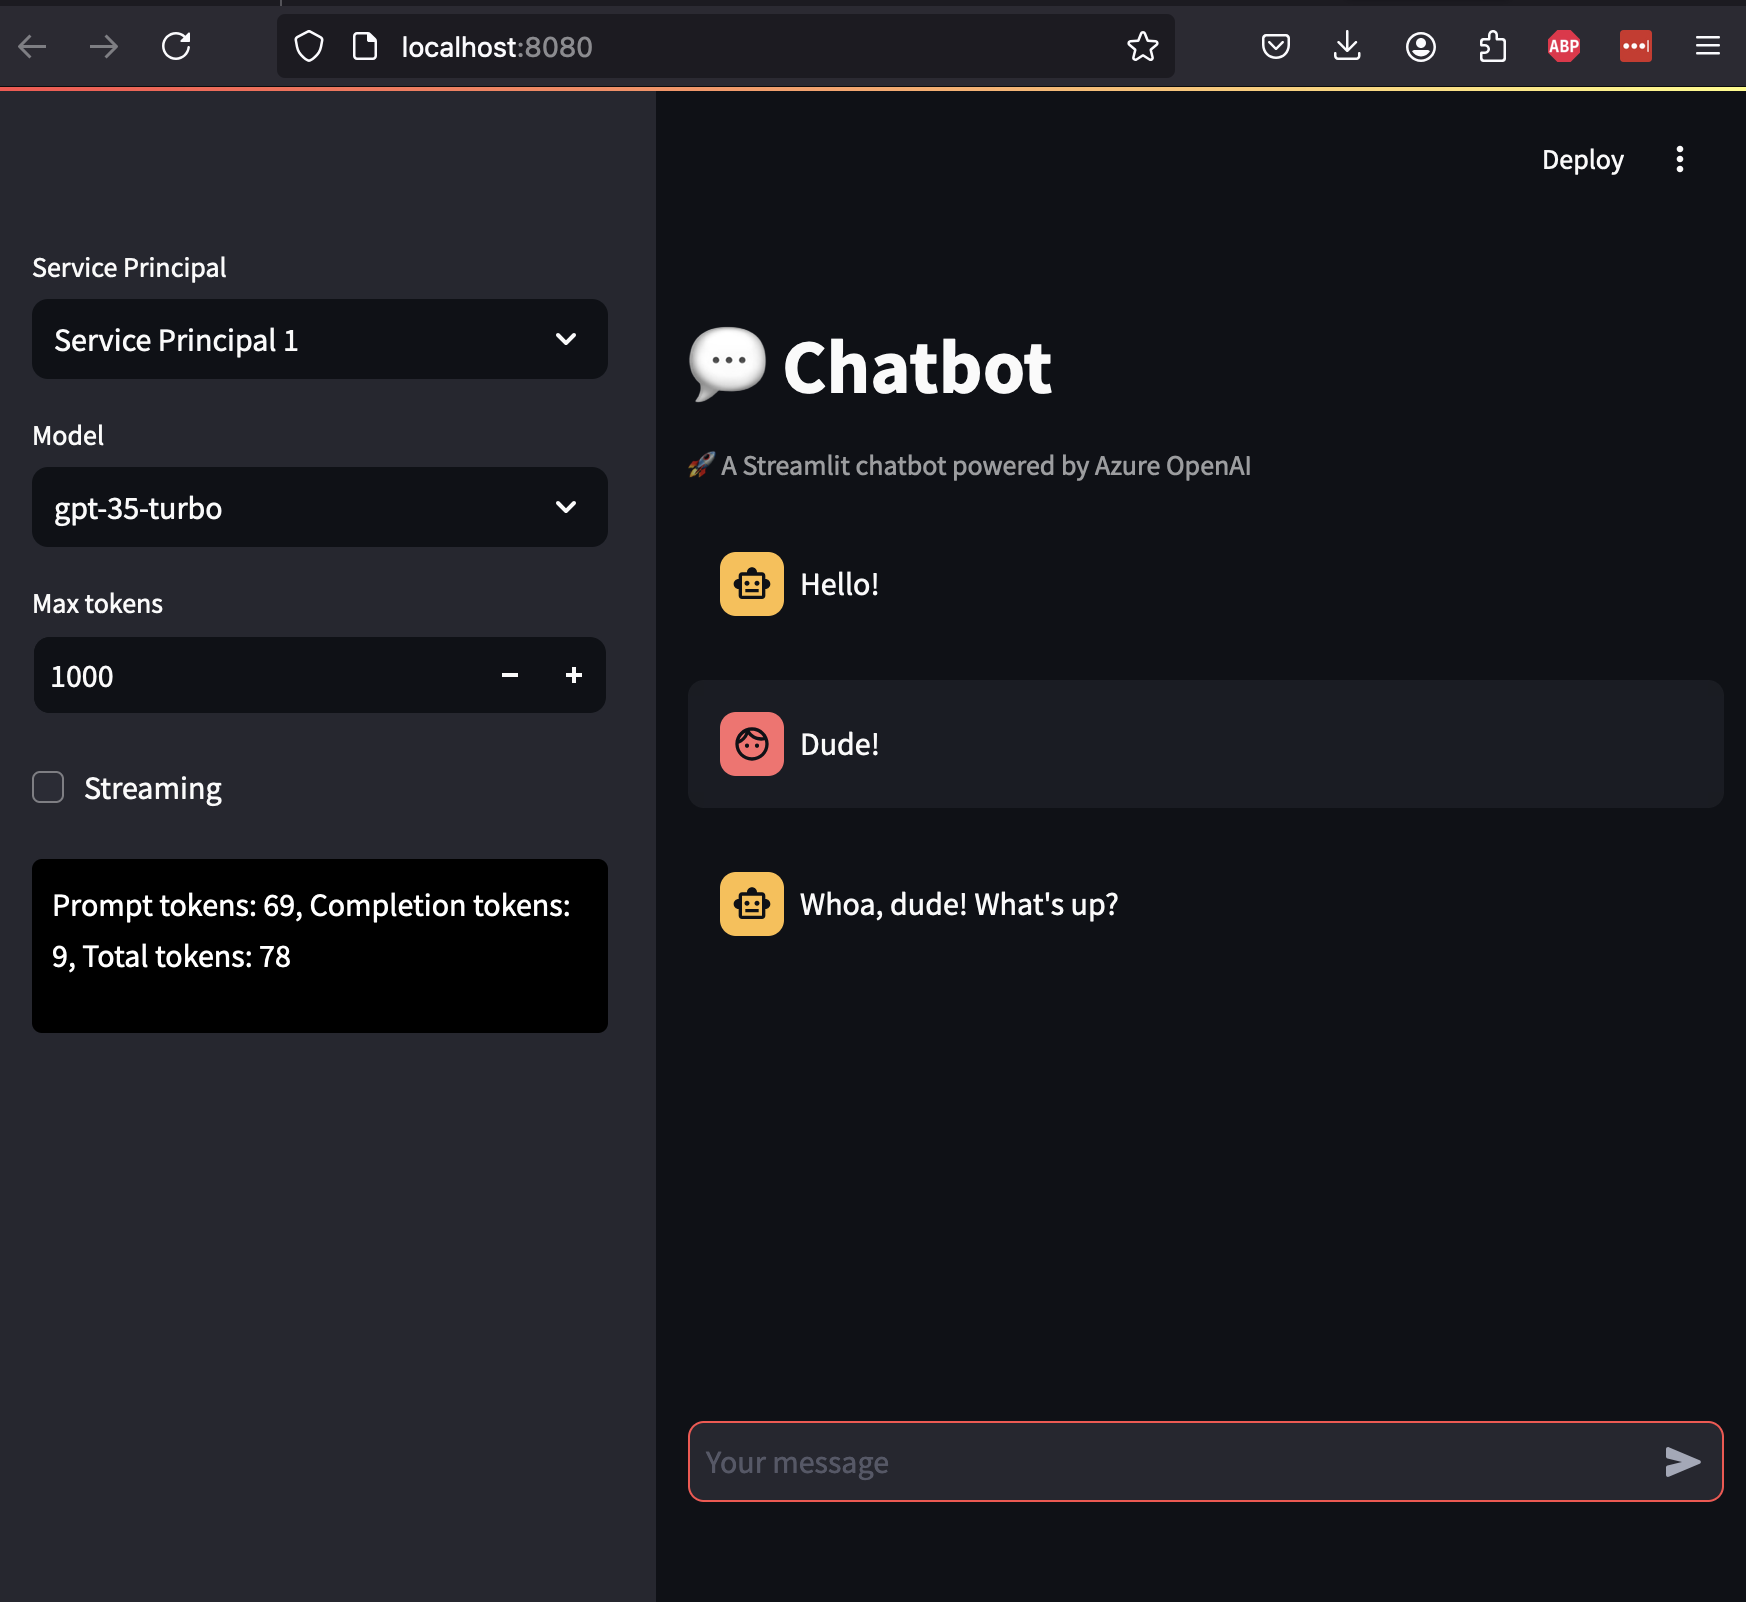 localhost:8080
ABP
Deploy
Service Principal
Service Principal 1
Model
gpt-35-turbo
Max tokens
1000
Streaming
Prompt tokens: 69, Completion tokens:
9, Total tokens: 78
Chatbot
🚀 A Streamlit chatbot powered by Azure OpenAI
Hello!
Dude!
Whoa, dude! What's up?
Your message